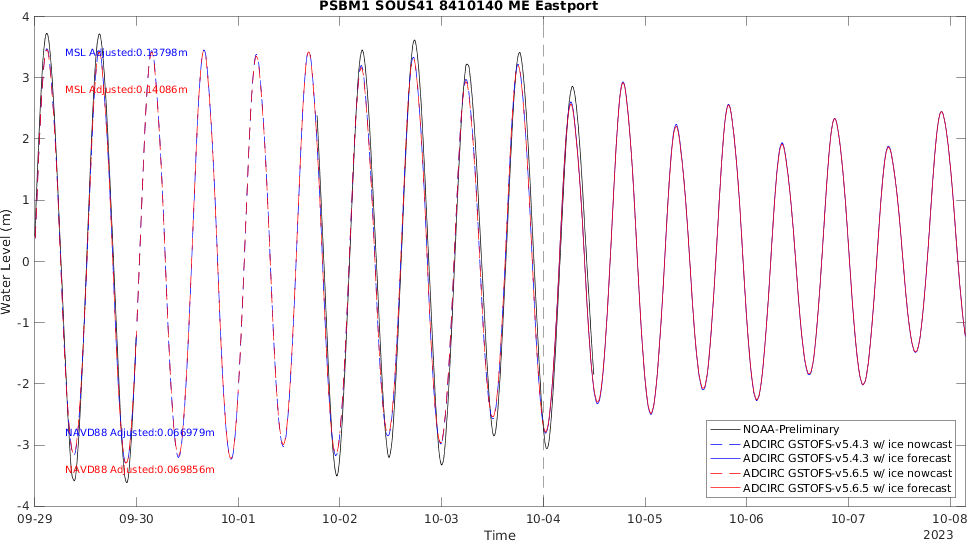 PSBM1 SOUS41 8410140 ME Eastport
4
3
2
1
0
-1
-2
-3
-4
Water Level (m)
MSL Adjusted:0.13798m
MSL Adjusted:0.14086m
NAVD88 Adjusted:0.066979m
NAVD88 Adjusted:0.069856m
NOAA-Preliminary
ADCIRC GSTOFS-v5.4.3 w/ ice nowcast
ADCIRC GSTOFS-v5.4.3 w/ ice forecast
ADCIRC GSTOFS-v5.6.5 w/ ice nowcast
ADCIRC GSTOFS-v5.6.5 w/ ice forecast
09-29 09-30 10-01 10-02 10-03 10-04 10-05 10-06 10-07 10-08
Time
2023